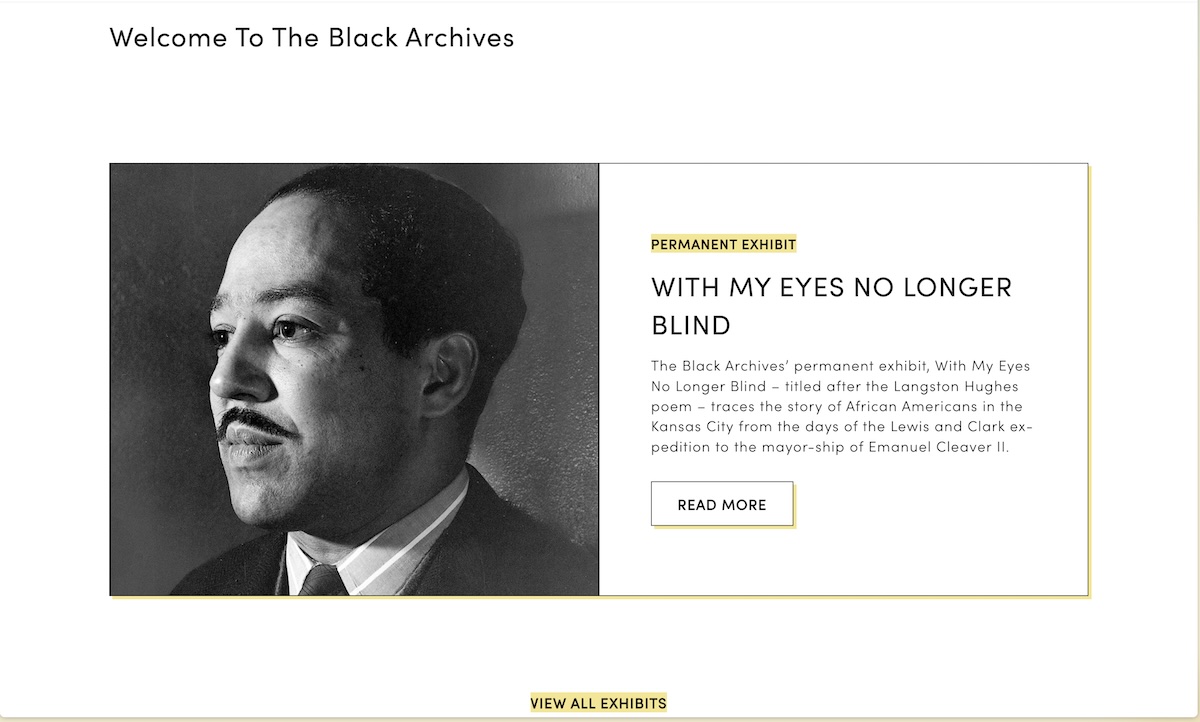 Welcome To The Black Archives
PERMANENT EXHIBIT
WITH MY EYES NO LONGER
BLIND
The Black Archives’ permanent exhibit, With My Eyes
No Longer Blind – titled after the Langston Hughes
poem – traces the story of African Americans in the
Kansas City from the days of the Lewis and Clark ex-
pedition to the mayor-ship of Emanuel Cleaver II.
READ MORE
VIEW ALL EXHIBITS